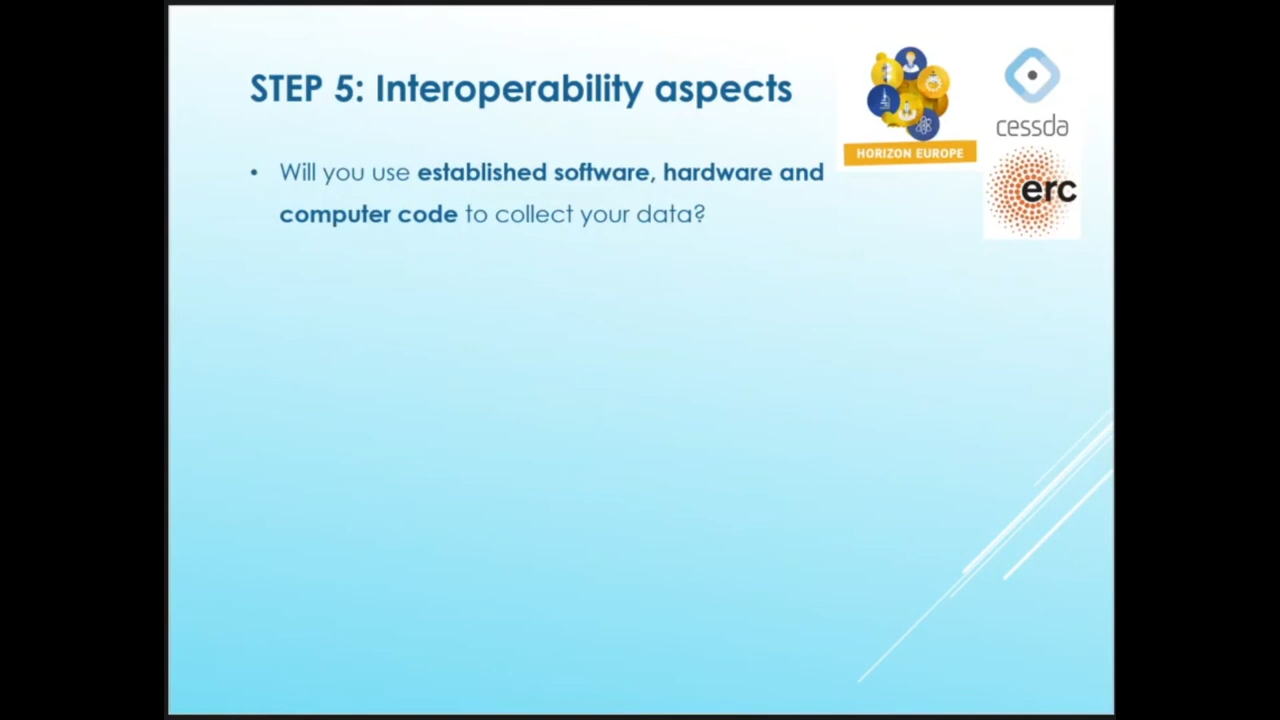 STEP 5: Interoperability aspects
• Will you use established software, hardware and
computer code to collect your data?
HORIZON EUROPE
cessda
erc